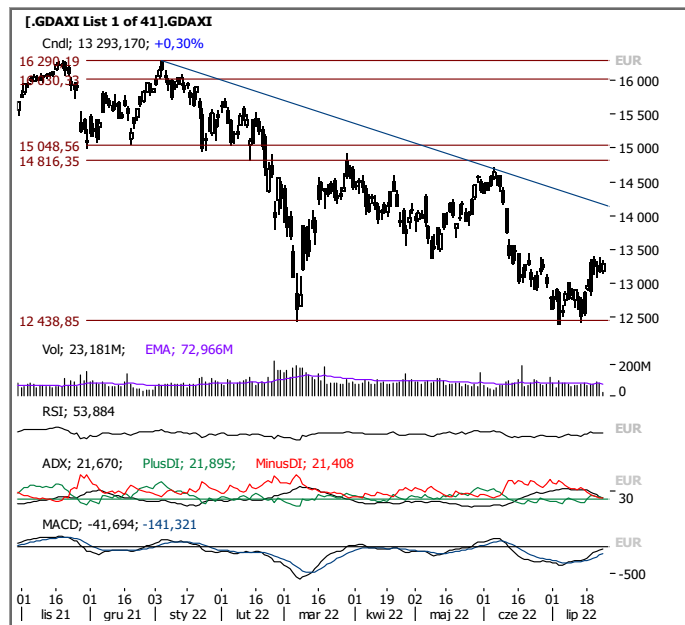 [.GDAXI List 1 of 41].GDAXI
Cndl; 13 293,170; +0,30%
16 290,19
EUR
16 030,33
16 000
15 500
15 048,56
15 000
14 816,35
14 500
14 000
13 500
13 000
12 438,85
12 500
Vol; 23,181M; EMA; 72,966M
200M
0
RSI; 53,884
EUR
ADX; 21,670; PlusDI; 21,895; MinusDI; 21,408
EUR
30
MACD; -41,694; -141,321
EUR
-500
01 16 01 16 03 17 01 16 01 16 01 19 02 16 01 16 01 18
lis 21 gru 21 sty 22 lut 22 mar 22 kwi 22 maj 22 cze 22 lip 22